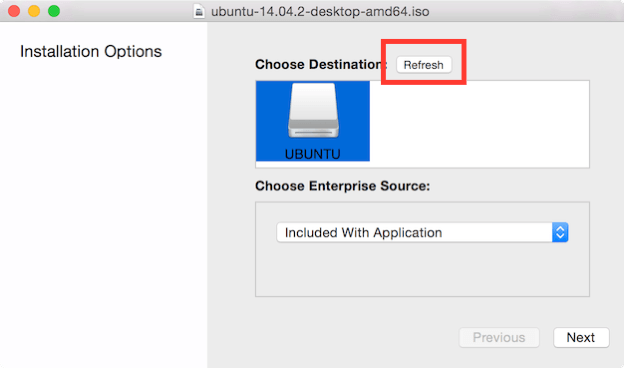 ubuntu-14.04.2-desktop-amd64.iso
Installation Options
Choose Destination: Refresh
UBUNTU
Choose Enterprise Source:
Included With Application
Previous Next